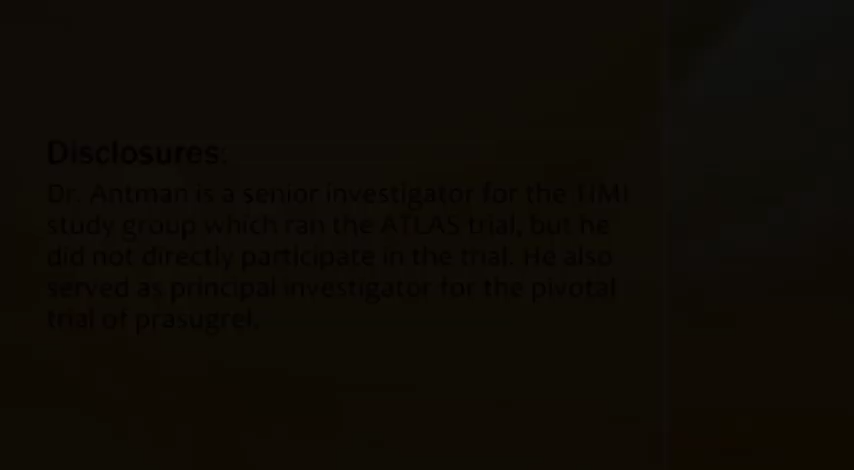 Disclosures:
Dr. Antman is a senior investigator for the TIMI
study group which ran the ATLAS trial, but he
did not directly participate in the trial. He also
served as principal investigator for the pivotal
trial of prasugrel.